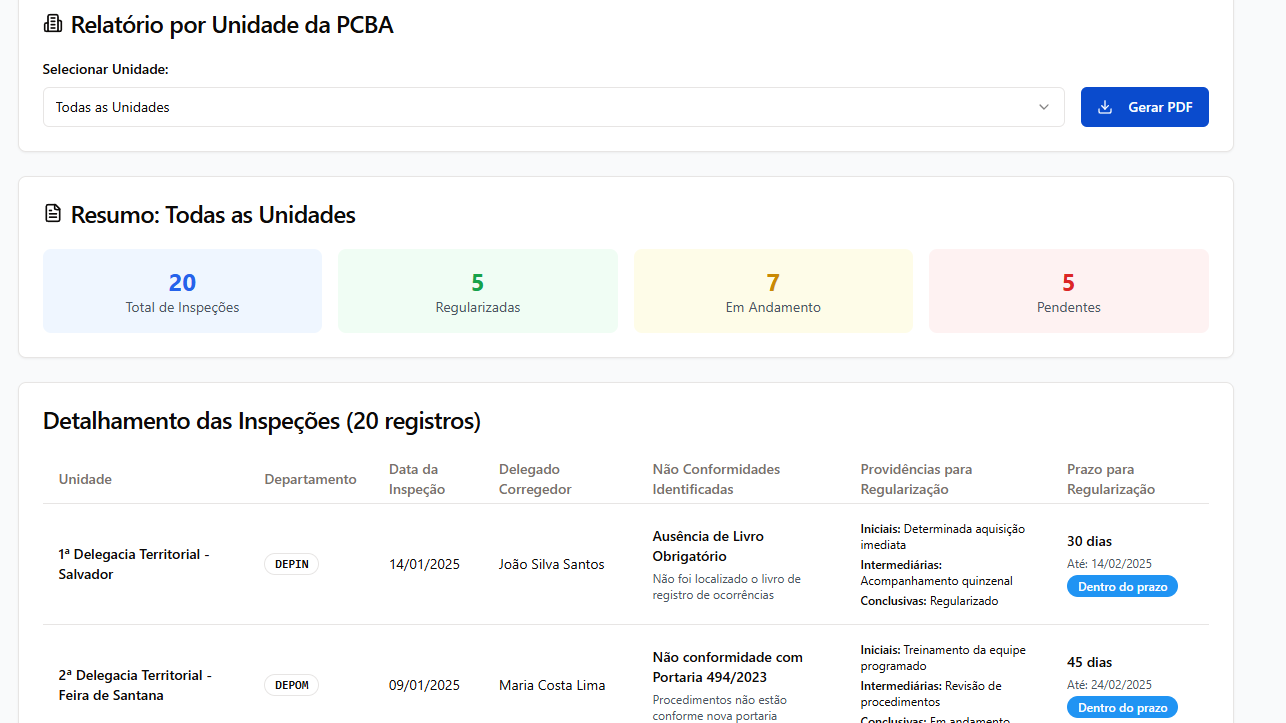 Relatório por Unidade da PCBA
Selecionar Unidade:
Todas as Unidades
Gerar PDF
Resumo: Todas as Unidades
20
Total de Inspeções
5
Regularizadas
7
Em Andamento
5
Pendentes
Detalhamento das Inspeções (20 registros)
Unidade
Departamento
Data da
Inspeção
Delegado
Corregedor
Não Conformidades
Identificadas
Providências para
Regularização
Prazo para
Regularização
1ª Delegacia Territorial -
Salvador
DEPIN
14/01/2025
João Silva Santos
Ausência de Livro
Obrigatório
Não foi localizado o livro de
registro de ocorrências
Iniciais: Determinada aquisição
imediata
Intermediárias:
Acompanhamento quinzenal
Conclusivas: Regularizado
30 dias
Até: 14/02/2025
Dentro do prazo
2ª Delegacia Territorial -
Feira de Santana
DEPOM
09/01/2025
Maria Costa Lima
Não conformidade com
Portaria 494/2023
Procedimentos não estão
conforme nova portaria
Iniciais: Treinamento da equipe
programado
Intermediárias: Revisão de
procedimentos
Conclusivas: Em andamento
45 dias
Até: 24/02/2025
Dentro do prazo